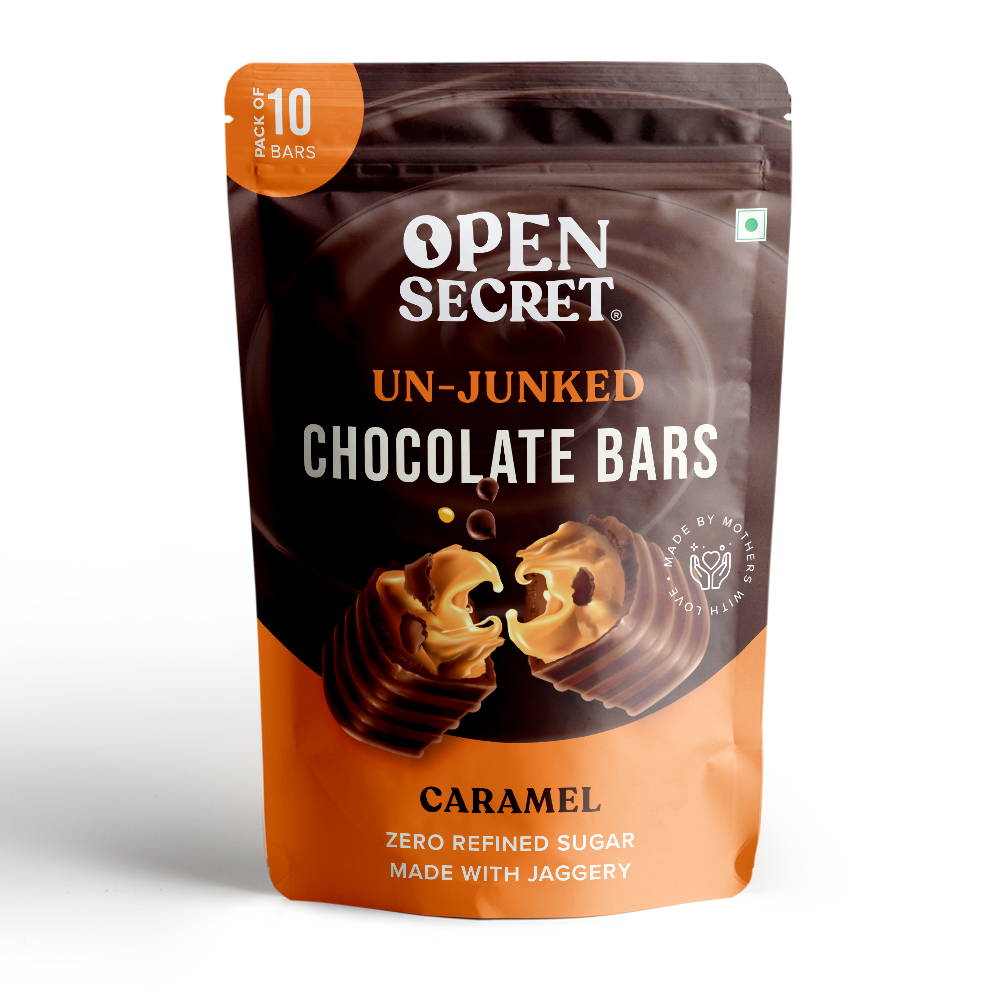 PACK OF
10
BARS
OPEN
SECRET®
UN-JUNKED
CHOCOLATE BARS
• MADE BY MOTHERS WITH LOVE
CARAMEL
ZERO REFINED SUGAR
MADE WITH JAGGERY